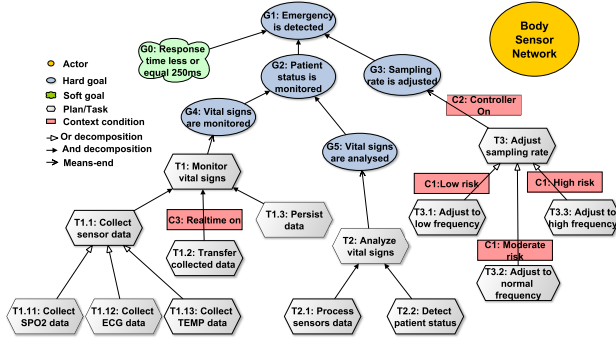 G1: Emergency
is detected
Body
Sensor
Network
G0: Response
time less or
equal 250ms
G2: Patient
status is
monitored
G3: Sampling
rate is adjusted
Actor
Hard goal
Soft goal
Plan/Task
Context condition
Or decomposition
And decomposition
Means-end
C2: Controller
On
G4: Vital signs
are monitored
G5: Vital signs
are analysed
T3: Adjust
sampling rate
T1: Monitor
vital signs
C1:Low risk
C1: High risk
T1.1: Collect
sensor data
C3: Realtime on
T1.3: Persist
data
T3.1: Adjust to
low frequency
T3.3: Adjust to
high frequency
T1.2: Transfer
collected data
T2: Analyze
vital signs
C1: Moderate
risk
T3.2: Adjust to
normal
frequency
T1.11: Collect
SPO2 data
T1.12: Collect
ECG data
T1.13: Collect
TEMP data
T2.1: Process
sensors data
T2.2: Detect
patient status